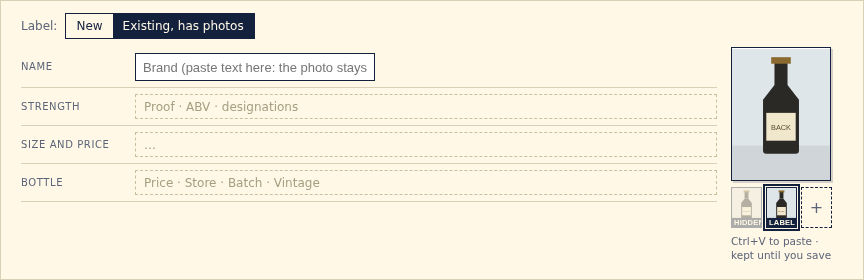 Label: New Existing, has photos
NAME Brand (paste text here: the photo stays
STRENGTH Proof · ABV · designations
SIZE AND PRICE ...
BOTTLE Price · Store · Batch · Vintage
BACK
HIDDEN LABEL +
Ctrl+V to paste ·
kept until you save